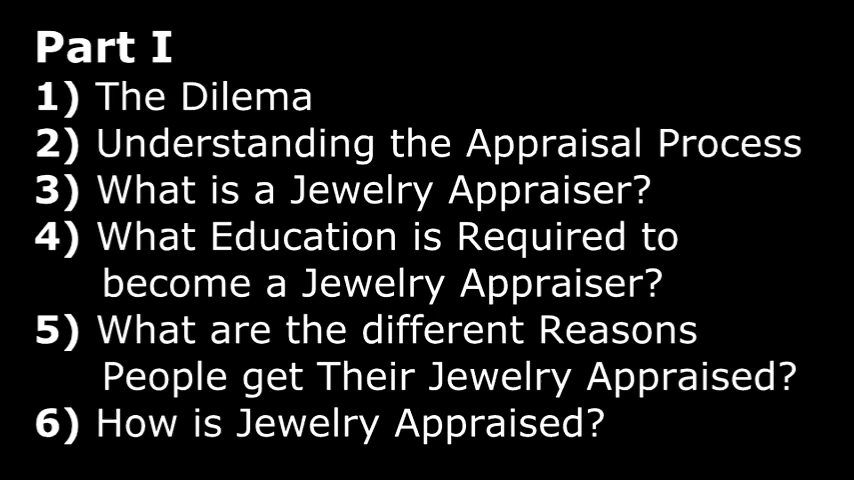 Part I
1) The Dilema
2) Understanding the Appraisal Process
3) What is a Jewelry Appraiser?
4) What Education is Required to
become a Jewelry Appraiser?
5) What are the different Reasons
People get Their Jewelry Appraised?
6) How is Jewelry Appraised?